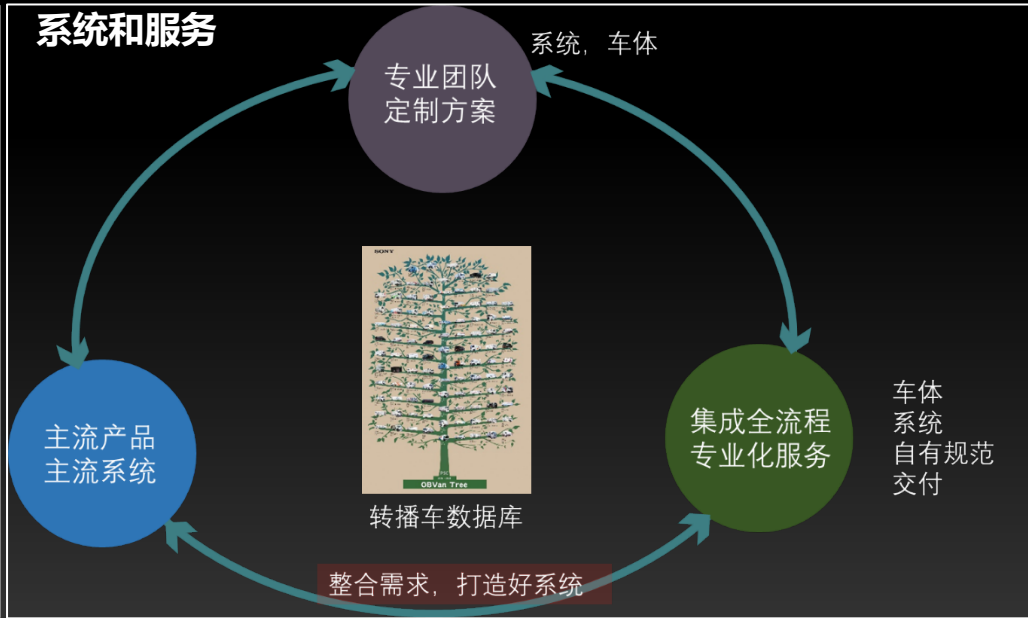 系统和服务
系统，车体
专业团队
定制方案
SONY
OBVan Tree
转播车数据库
主流产品
主流系统
集成全流程
专业化服务
车体
系统
自有规范
交付
整合需求，打造好系统